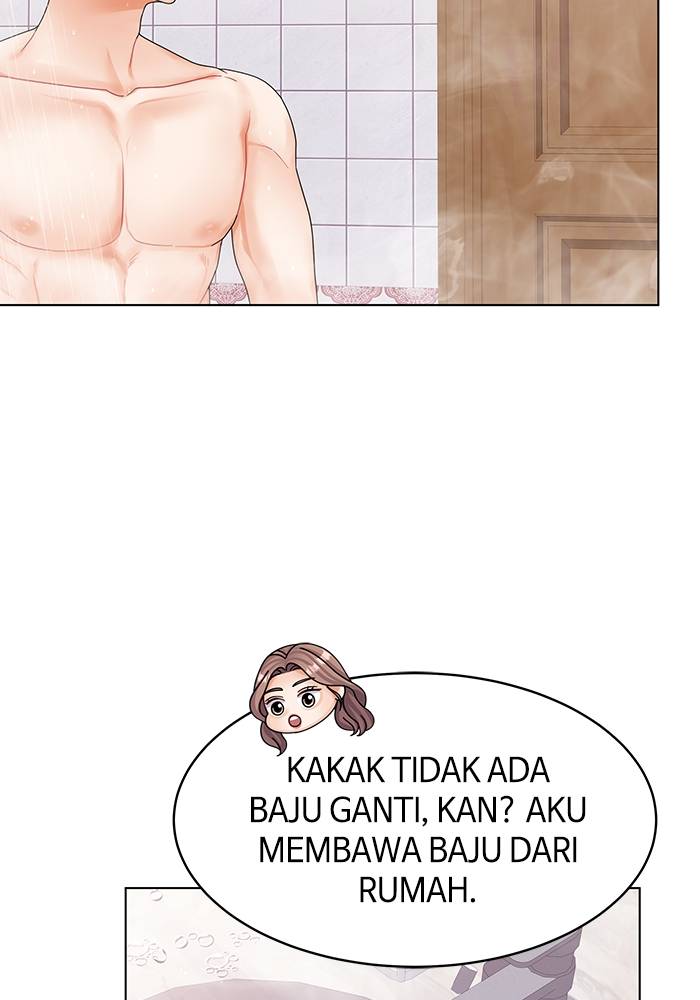 KAKAK TIDAK ADA
BAJU GANTI, KAN? AKU
MEMBAWA BAJU DARI
RUMAH.